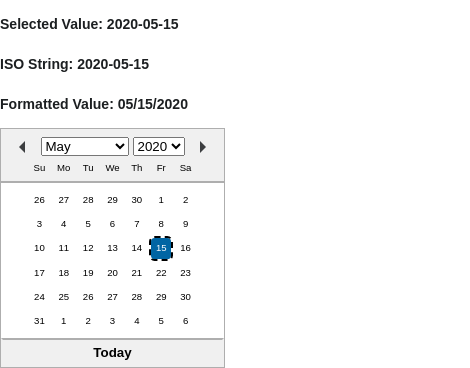 Selected Value: 2020-05-15
ISO String: 2020-05-15
Formatted Value: 05/15/2020
May 2020
Su Mo Tu We Th Fr Sa
26 27 28 29 30 1 2
3 4 5 6 7 8 9
10 11 12 13 14 15 16
17 18 19 20 21 22 23
24 25 26 27 28 29 30
31 1 2 3 4 5 6
Today